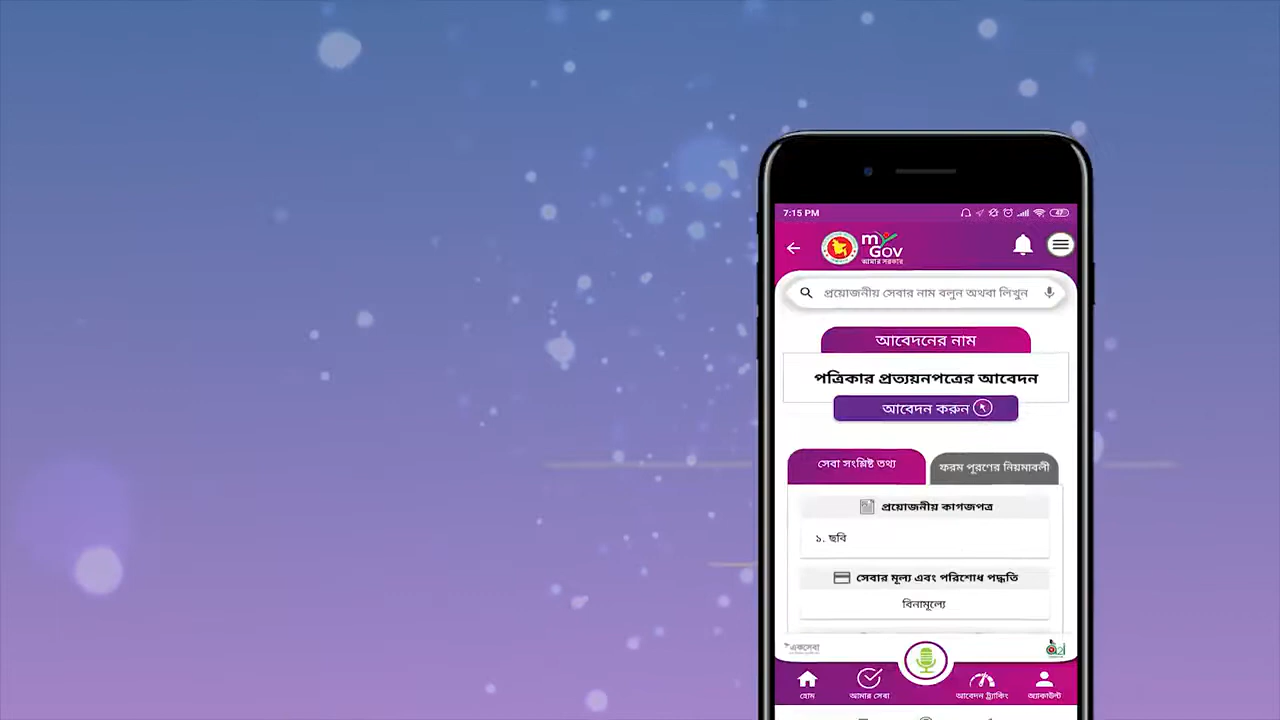 7:15 PM
47
my
GOV
আমার সরকার
প্রয়োজনীয় সেবার নাম বলুন অথবা লিখুন
আবেদনের নাম
পত্রিকার প্রত্যয়নপত্রের আবেদন
আবেদন করুন
সেবা সংশ্লিষ্ট তথ্য
ফরম পূরণের নিয়মাবলী
প্রয়োজনীয় কাগজপত্র
১. ছবি
সেবার মূল্য এবং পরিশোধ পদ্ধতি
বিনামূল্যে
একসেবা
হোম
আমার সেবা
আবেদন ট্র্যাকিং
অ্যাকাউন্ট